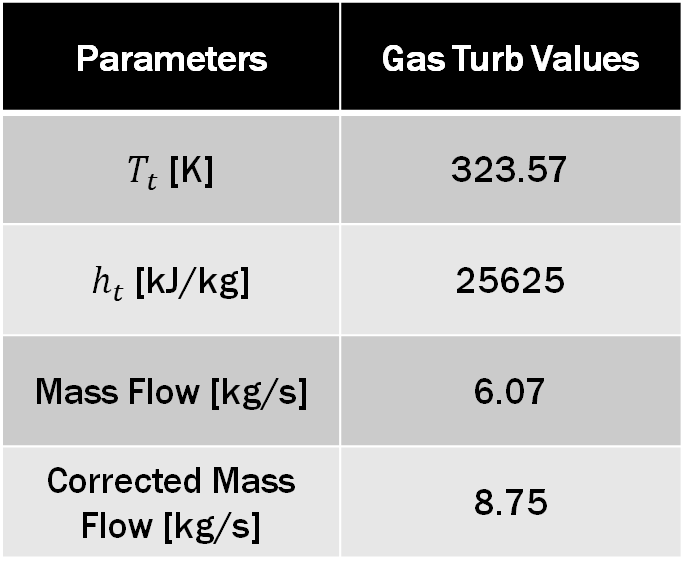 Parameters Gas Turb Values
T_t [K] 323.57
h_t [kJ/kg] 25625
Mass Flow [kg/s] 6.07
Corrected Mass
Flow [kg/s] 8.75